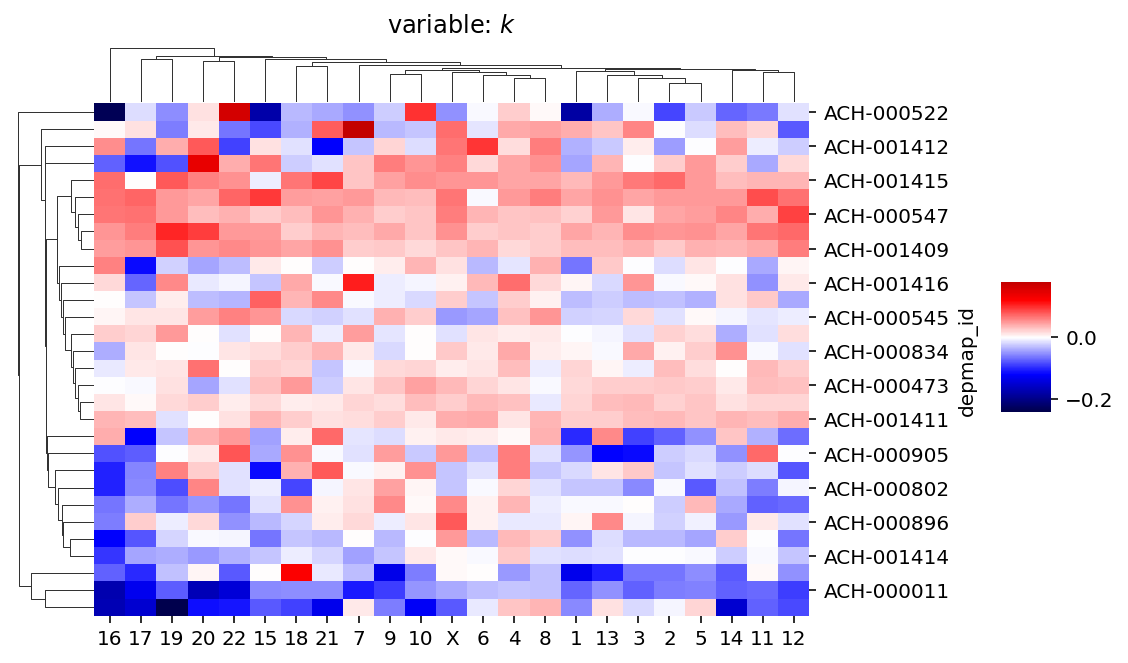 variable: k
ACH-000522
ACH-001412
ACH-001415
ACH-000547
ACH-001409
ACH-001416
ACH-000545
ACH-000834
ACH-000473
ACH-001411
ACH-000905
ACH-000802
ACH-000896
ACH-001414
ACH-000011
depmap_id
0.0
−0.2
16 17 19 20 22 15 18 21 7 9 10 X 6 4 8 1 13 3 2 5 14 11 12